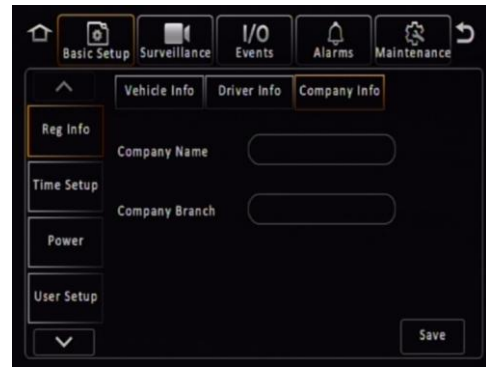 Basic Setup
Surveillance
I/O
Events
Alarms
Maintenance
Vehicle Info
Driver Info
Company Info
Reg Info
Time Setup
Power
User Setup
Company Name
Company Branch
Save